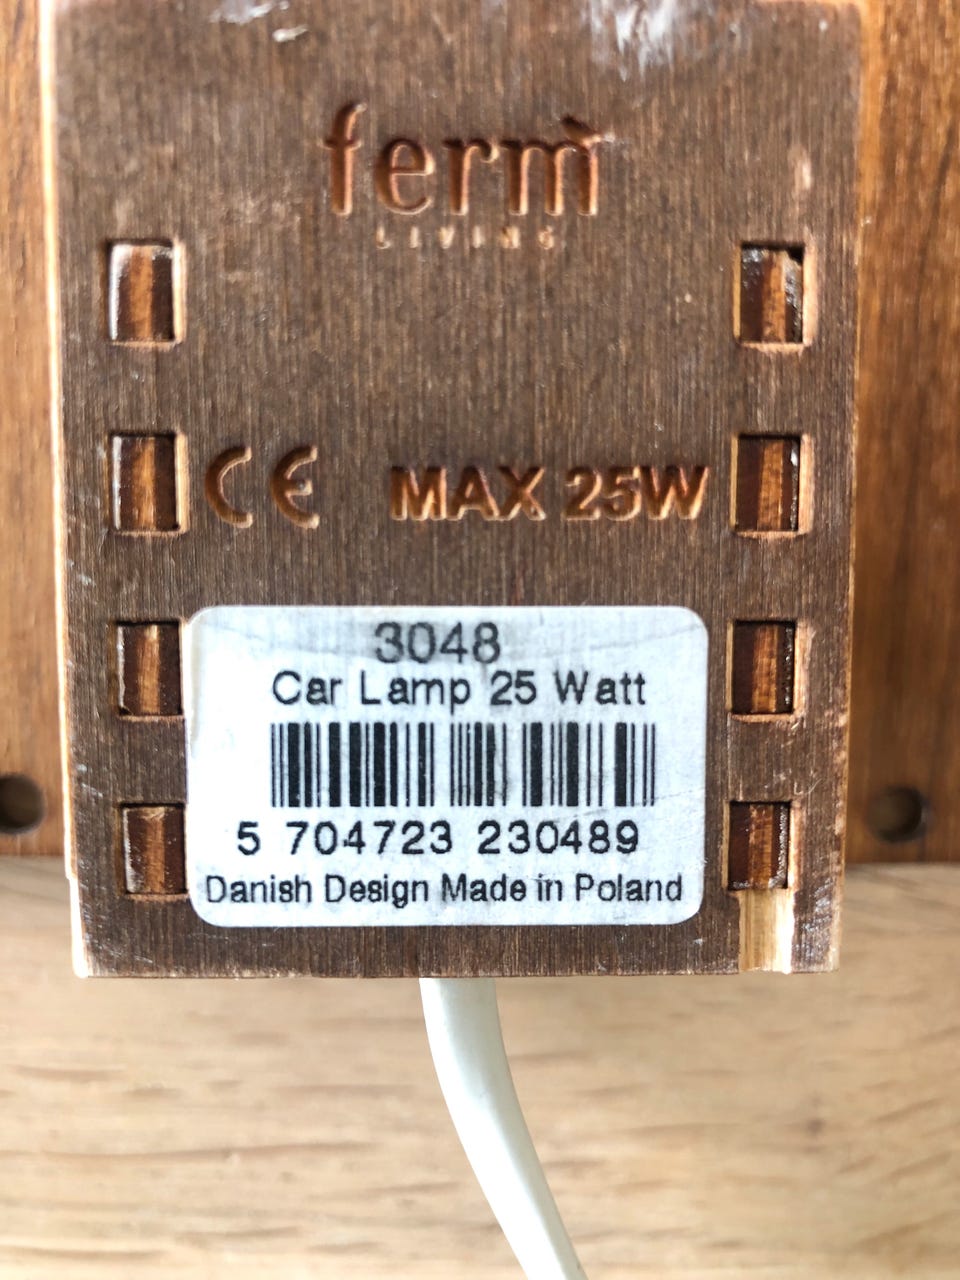 ferm
LIVING
CE MAX 25W
3048
Car Lamp 25 Watt
5 704723 230489
Danish Design Made in Poland